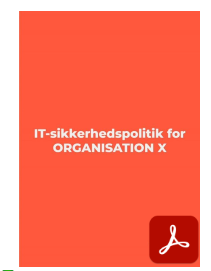 IT-sikkerhedspolitik for
ORGANISATION X